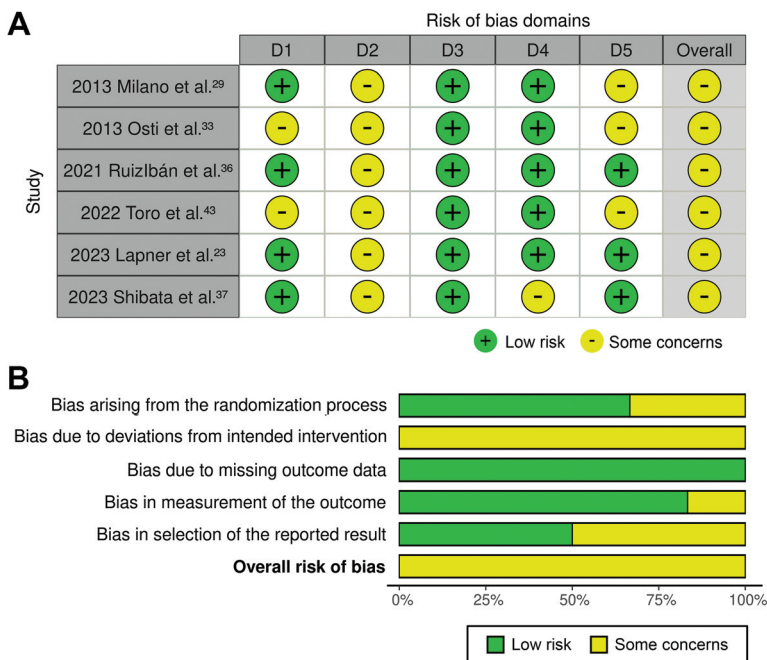 A
Risk of bias domains
D1 D2 D3 D4 D5 Overall
Study
2013 Milano et al.29 + - + + - -
2013 Osti et al.33 - - + + - -
2021 RuizIbán et al.36 + - + + + -
2022 Toro et al.43 - - + + - -
2023 Lapner et al.23 + - + + + -
2023 Shibata et al.37 + - + - + -
+ Low risk - Some concerns
B
Bias arising from the randomization process
Bias due to deviations from intended intervention
Bias due to missing outcome data
Bias in measurement of the outcome
Bias in selection of the reported result
Overall risk of bias
0% 25% 50% 75% 100%
Low risk Some concerns